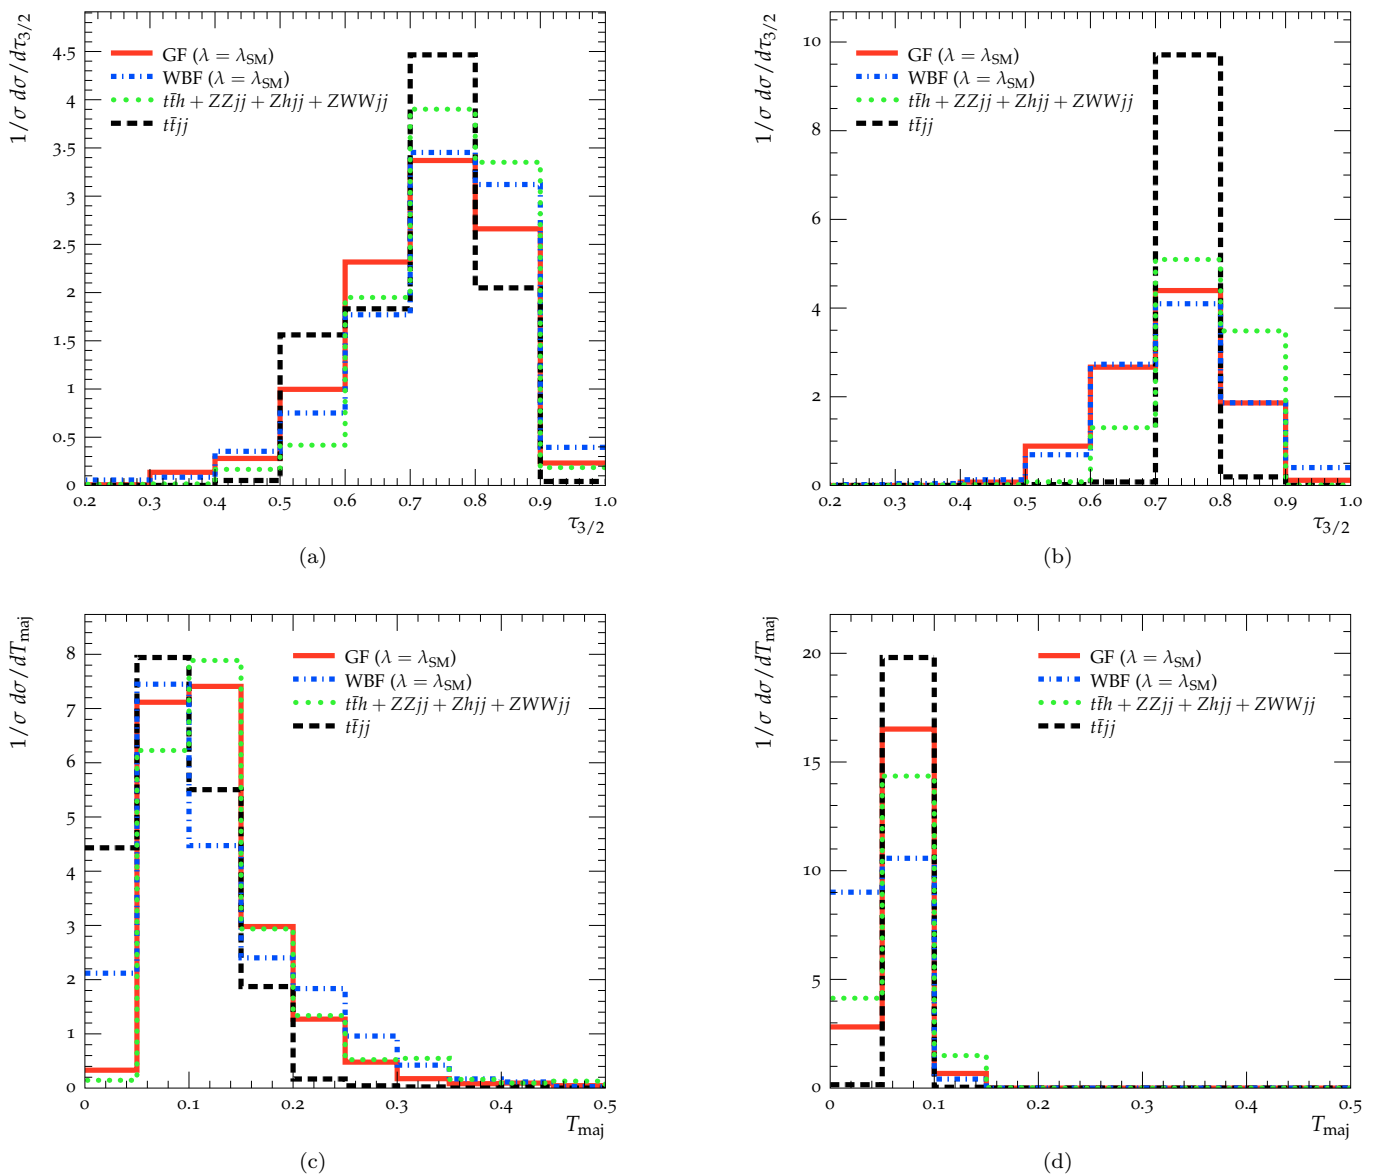 1/σ dσ/dτ3/2
4.5
4
3.5
3
2.5
2
1.5
1
0.5
0
GF (λ = λSM)
WBF (λ = λSM)
tt̄h + ZZjj + Zhjj + ZWWjj
tt̄jj
0.2 0.3 0.4 0.5 0.6 0.7 0.8 0.9 1.0
τ3/2
(a)
1/σ dσ/dτ3/2
10
8
6
4
2
0
GF (λ = λSM)
WBF (λ = λSM)
tt̄h + ZZjj + Zhjj + ZWWjj
tt̄jj
0.2 0.3 0.4 0.5 0.6 0.7 0.8 0.9 1.0
τ3/2
(b)
1/σ dσ/dTmaj
8
7
6
5
4
3
2
1
0
GF (λ = λSM)
WBF (λ = λSM)
tt̄h + ZZjj + Zhjj + ZWWjj
tt̄jj
0 0.1 0.2 0.3 0.4 0.5
Tmaj
(c)
1/σ dσ/dTmaj
20
15
10
5
0
GF (λ = λSM)
WBF (λ = λSM)
tt̄h + ZZjj + Zhjj + ZWWjj
tt̄jj
0 0.1 0.2 0.3 0.4 0.5
Tmaj
(d)